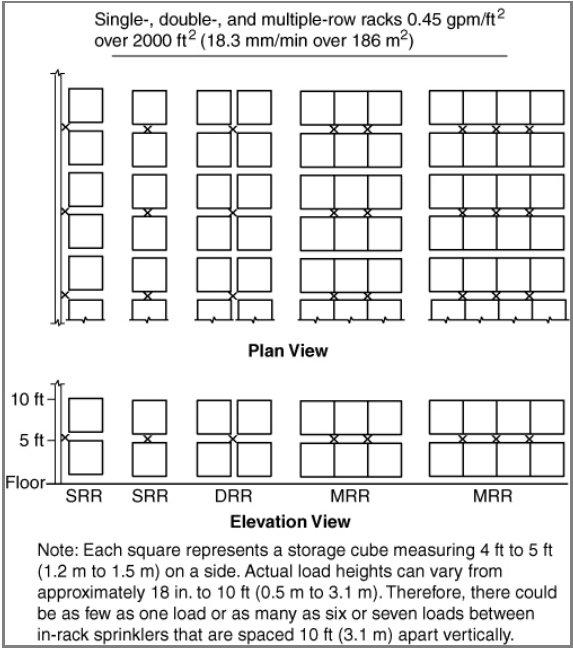 Single-, double-, and multiple-row racks 0.45 gpm/ft²
over 2000 ft² (18.3 mm/min over 186 m²)
Plan View
10 ft
5 ft
Floor
SRR SRR DRR MRR MRR
Elevation View
Note: Each square represents a storage cube measuring 4 ft to 5 ft
(1.2 m to 1.5 m) on a side. Actual load heights can vary from
approximately 18 in. to 10 ft (0.5 m to 3.1 m). Therefore, there could
be as few as one load or as many as six or seven loads between
in-rack sprinklers that are spaced 10 ft (3.1 m) apart vertically.